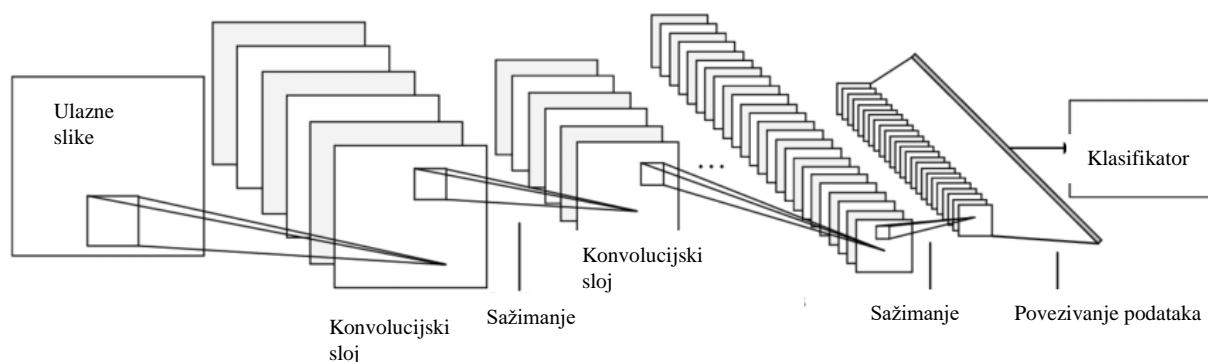 Ulazne
slike
Konvolucijski
sloj
Sažimanje
Konvolucijski
sloj
...
Sažimanje
Povezivanje podataka
Klasifikator